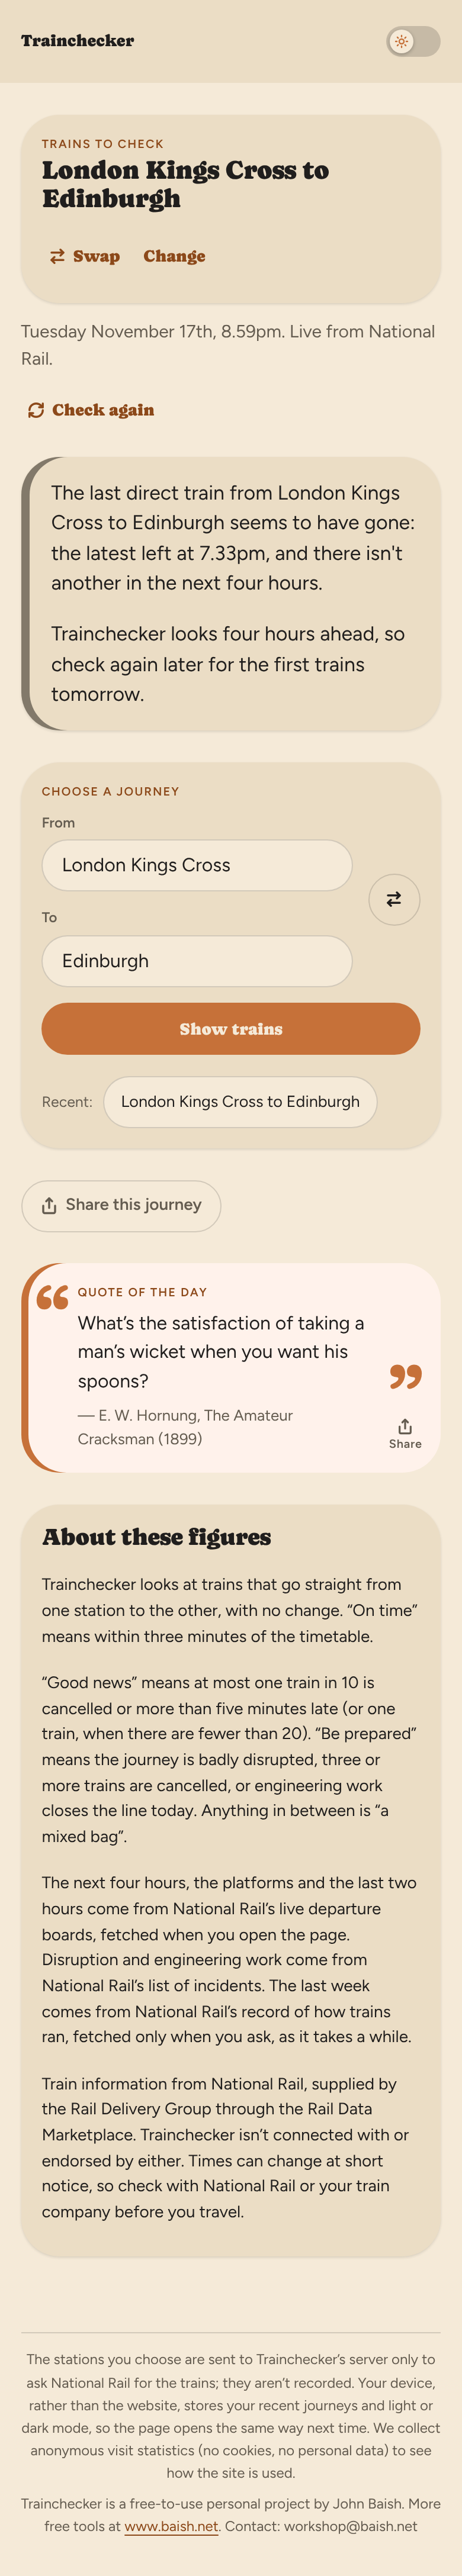 Trainchecker
TRAINS TO CHECK
London Kings Cross to
Edinburgh
Swap Change
Tuesday November 17th, 8.59pm. Live from National
Rail.
Check again
The last direct train from London Kings
Cross to Edinburgh seems to have gone:
the latest left at 7.33pm, and there isn't
another in the next four hours.
Trainchecker looks four hours ahead, so
check again later for the first trains
tomorrow.
CHOOSE A JOURNEY
From
London Kings Cross
To
Edinburgh
Show trains
Recent: London Kings Cross to Edinburgh
Share this journey
“ QUOTE OF THE DAY
What’s the satisfaction of taking a
man’s wicket when you want his
spoons?
”
— E. W. Hornung, The Amateur
Cracksman (1899)
Share
About these figures
Trainchecker looks at trains that go straight from
one station to the other, with no change. “On time”
means within three minutes of the timetable.
“Good news” means at most one train in 10 is
cancelled or more than five minutes late (or one
train, when there are fewer than 20). “Be prepared”
means the journey is badly disrupted, three or
more trains are cancelled, or engineering work
closes the line today. Anything in between is “a
mixed bag”.
The next four hours, the platforms and the last two
hours come from National Rail’s live departure
boards, fetched when you open the page.
Disruption and engineering work come from
National Rail’s list of incidents. The last week
comes from National Rail’s record of how trains
ran, fetched only when you ask, as it takes a while.
Train information from National Rail, supplied by
the Rail Delivery Group through the Rail Data
Marketplace. Trainchecker isn’t connected with or
endorsed by either. Times can change at short
notice, so check with National Rail or your train
company before you travel.
The stations you choose are sent to Trainchecker’s server only to
ask National Rail for the trains; they aren’t recorded. Your device,
rather than the website, stores your recent journeys and light or
dark mode, so the page opens the same way next time. We collect
anonymous visit statistics (no cookies, no personal data) to see
how the site is used.
Trainchecker is a free-to-use personal project by John Baish. More
free tools at www.baish.net. Contact: workshop@baish.net